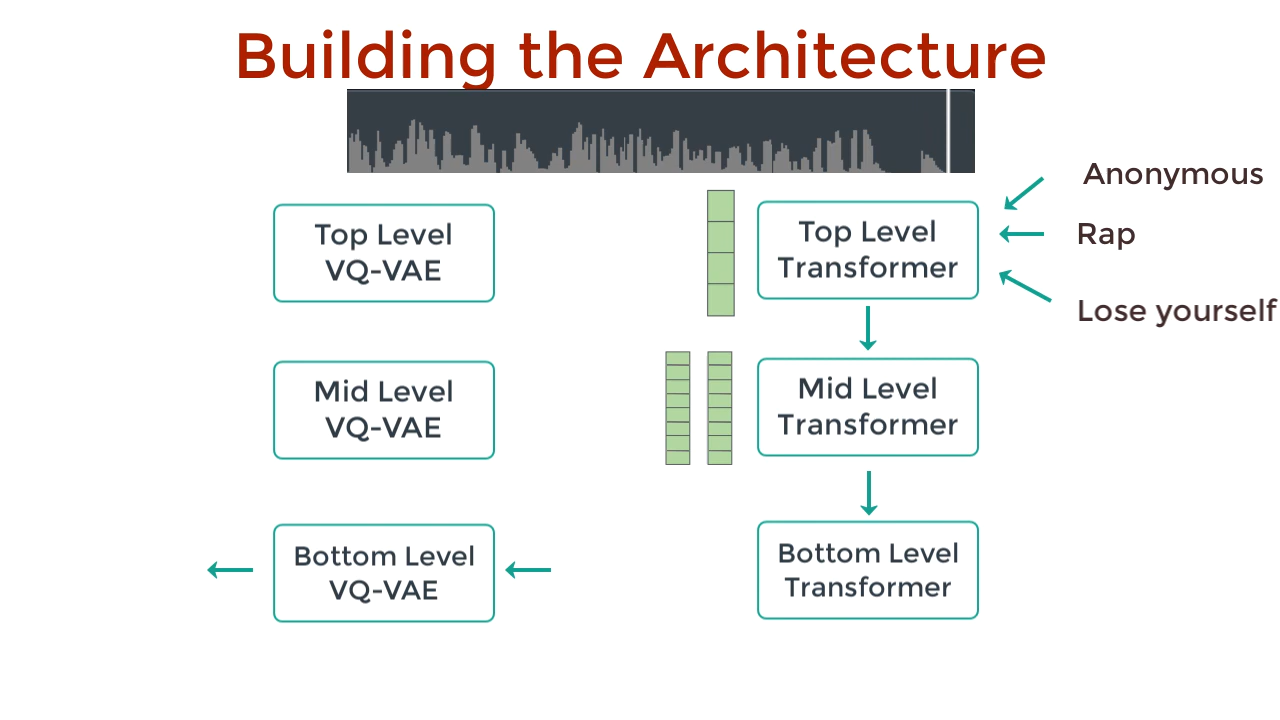 Building the Architecture
Top Level
VQ-VAE
Top Level
Transformer
Anonymous
Rap
Lose yourself
Mid Level
VQ-VAE
Mid Level
Transformer
Bottom Level
VQ-VAE
Bottom Level
Transformer